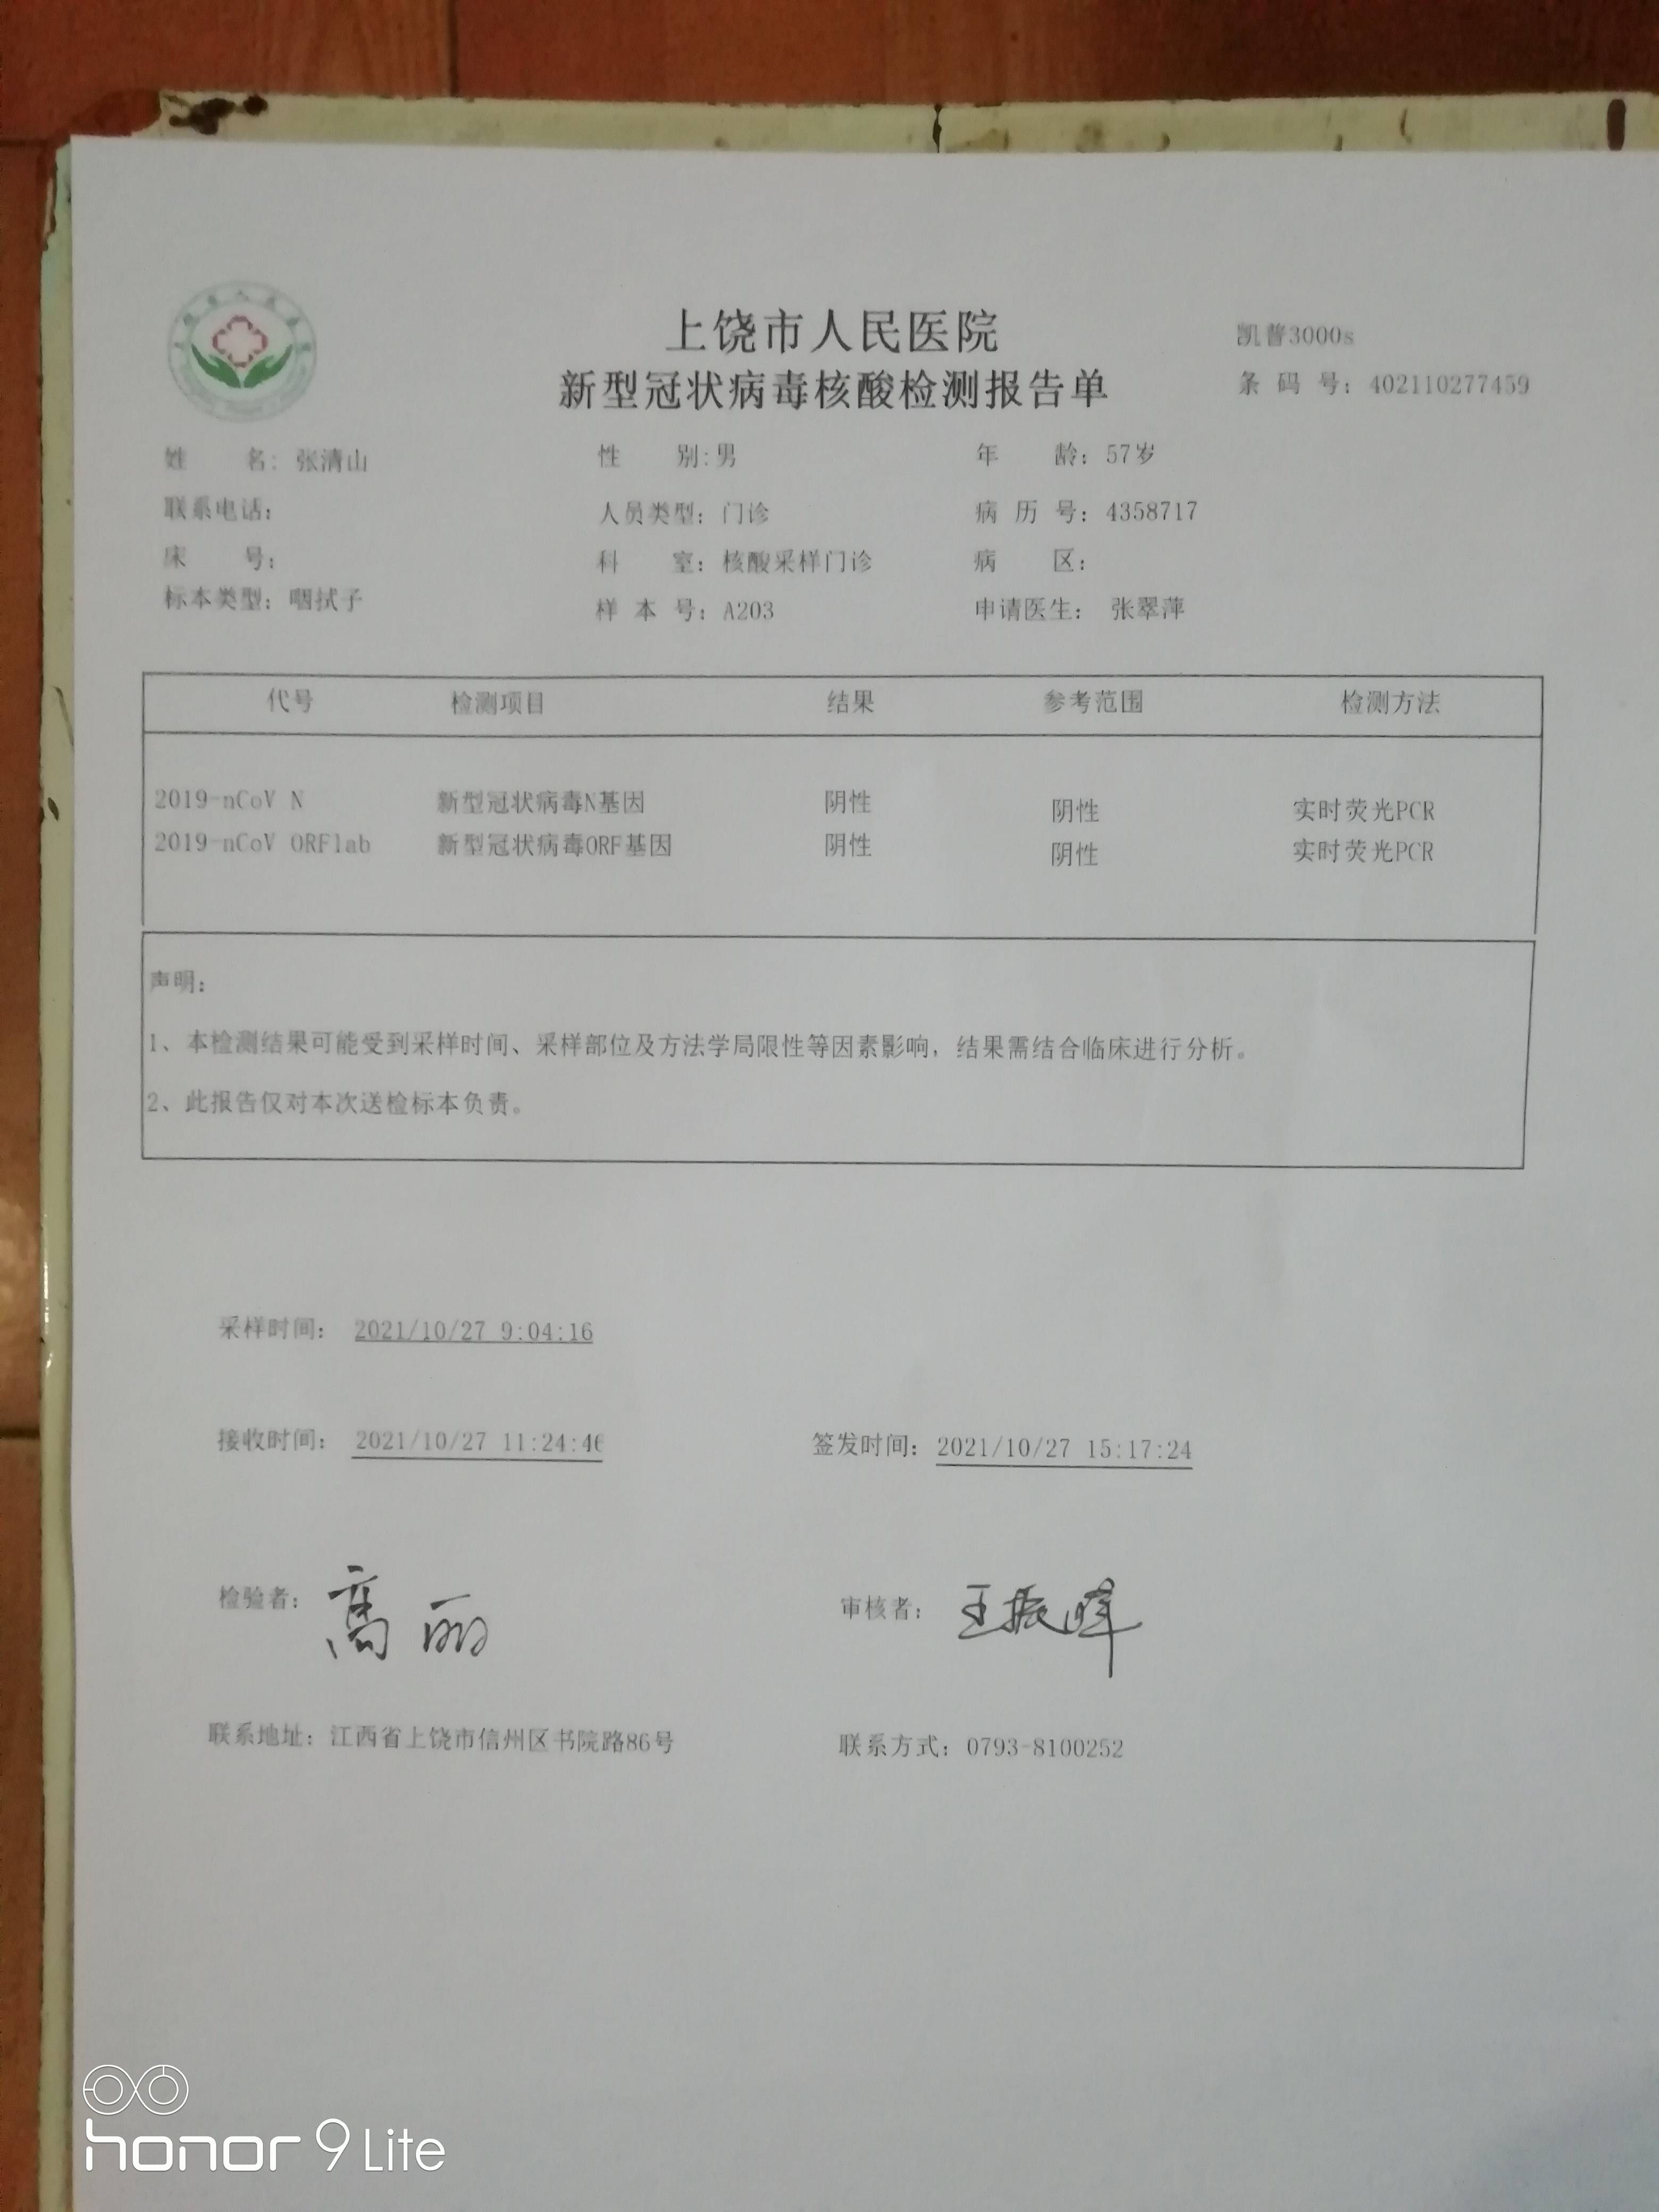 上饶市人民医院
凯普3000s
新型冠状病毒核酸检测报告单
条 码 号：402110277459
姓 名：张清山 性 别：男 年 龄：57岁
联系电话： 人员类型：门诊 病 历 号：4358717
床 号： 科 室：核酸采样门诊 病 区：
标本类型：咽拭子 样 本 号：A203 申请医生： 张翠萍
代号 检测项目 结果 参考范围 检测方法
2019-nCoV N 新型冠状病毒N基因 阴性 阴性 实时荧光PCR
2019-nCoV ORFlab 新型冠状病毒ORF基因 阴性 阴性 实时荧光PCR
声明：
1、本检测结果可能受到采样时间、采样部位及方法学局限性等因素影响，结果需结合临床进行分析。
2、此报告仅对本次送检标本负责。
采样时间： 2021/10/27 9:04:16
接收时间： 2021/10/27 11:24:46 签发时间：2021/10/27 15:17:24
检验者： 高丽 审核者： 王振晖
联系地址：江西省上饶市信州区书院路86号 联系方式：0793-8100252
honor 9 Lite